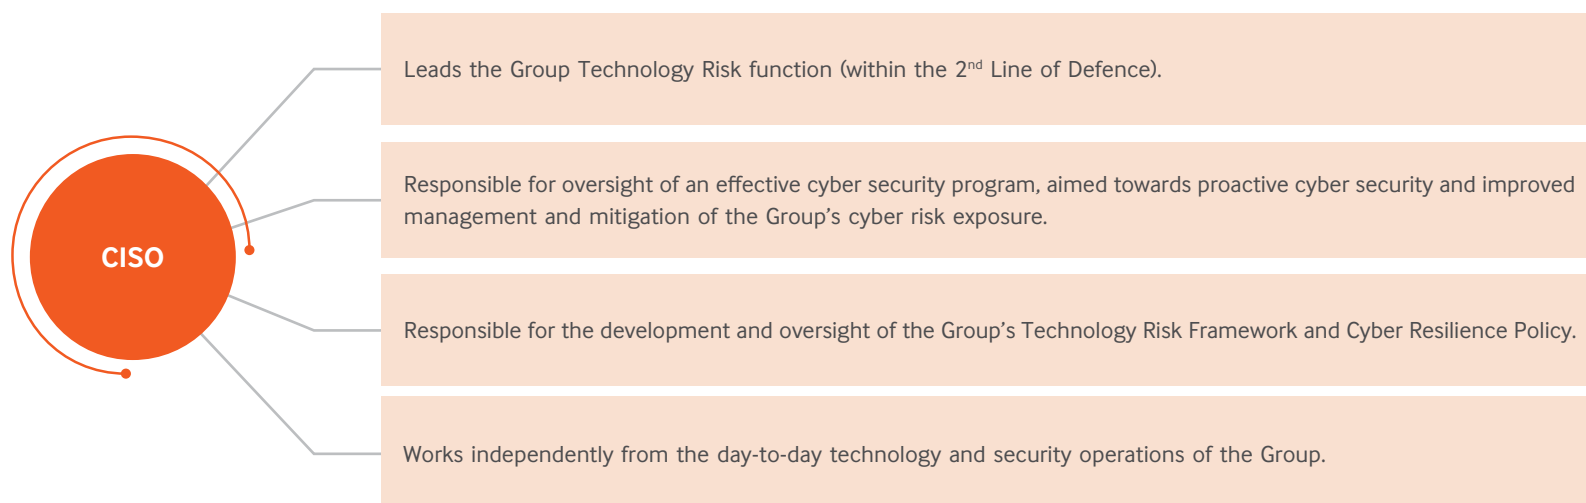 CISO
Leads the Group Technology Risk function (within the 2nd Line of Defence).
Responsible for oversight of an effective cyber security program, aimed towards proactive cyber security and improved
management and mitigation of the Group’s cyber risk exposure.
Responsible for the development and oversight of the Group’s Technology Risk Framework and Cyber Resilience Policy.
Works independently from the day-to-day technology and security operations of the Group.